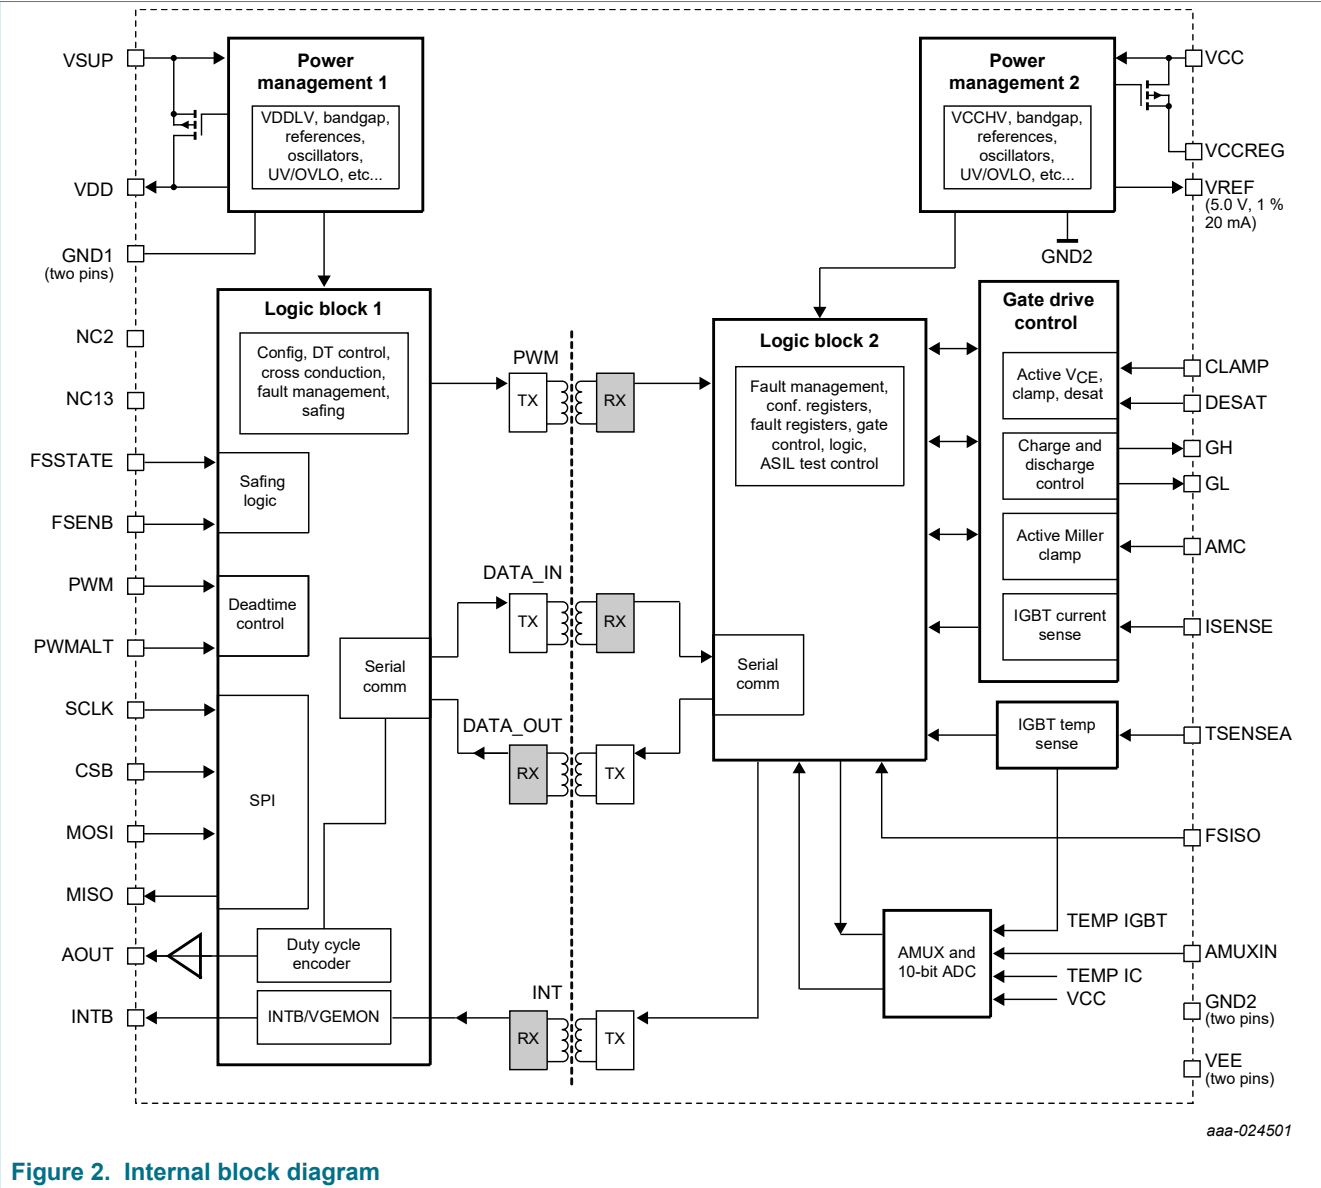 VSUP
VDD
GND1
(two pins)
NC2
NC13
FSSTATE
FSENB
PWM
PWMALT
SCLK
CSB
MOSI
MISO
AOUT
INTB
Power
management 1
VDDLV, bandgap,
references,
oscillators,
UV/OVLO, etc...
Logic block 1
Config, DT control,
cross conduction,
fault management,
safing
Safing
logic
Deadtime
control
Serial
comm
SPI
Duty cycle
encoder
INTB/VGEMON
PWM
TX
RX
DATA_IN
TX
RX
DATA_OUT
RX
TX
INT
RX
TX
Power
management 2
VCCHV, bandgap,
references,
oscillators,
UV/OVLO, etc...
GND2
Logic block 2
Fault management,
conf. registers,
fault registers, gate
control, logic,
ASIL test control
Serial
comm
Gate drive
control
Active VCE,
clamp, desat
Charge and
discharge
control
Active Miller
clamp
IGBT current
sense
IGBT temp
sense
AMUX and
10-bit ADC
TEMP IGBT
TEMP IC
VCC
VCC
VCCREG
VREF
(5.0 V, 1 %
20 mA)
CLAMP
DESAT
GH
GL
AMC
ISENSE
TSENSEA
FSISO
AMUXIN
GND2
(two pins)
VEE
(two pins)
aaa-024501
Figure 2. Internal block diagram